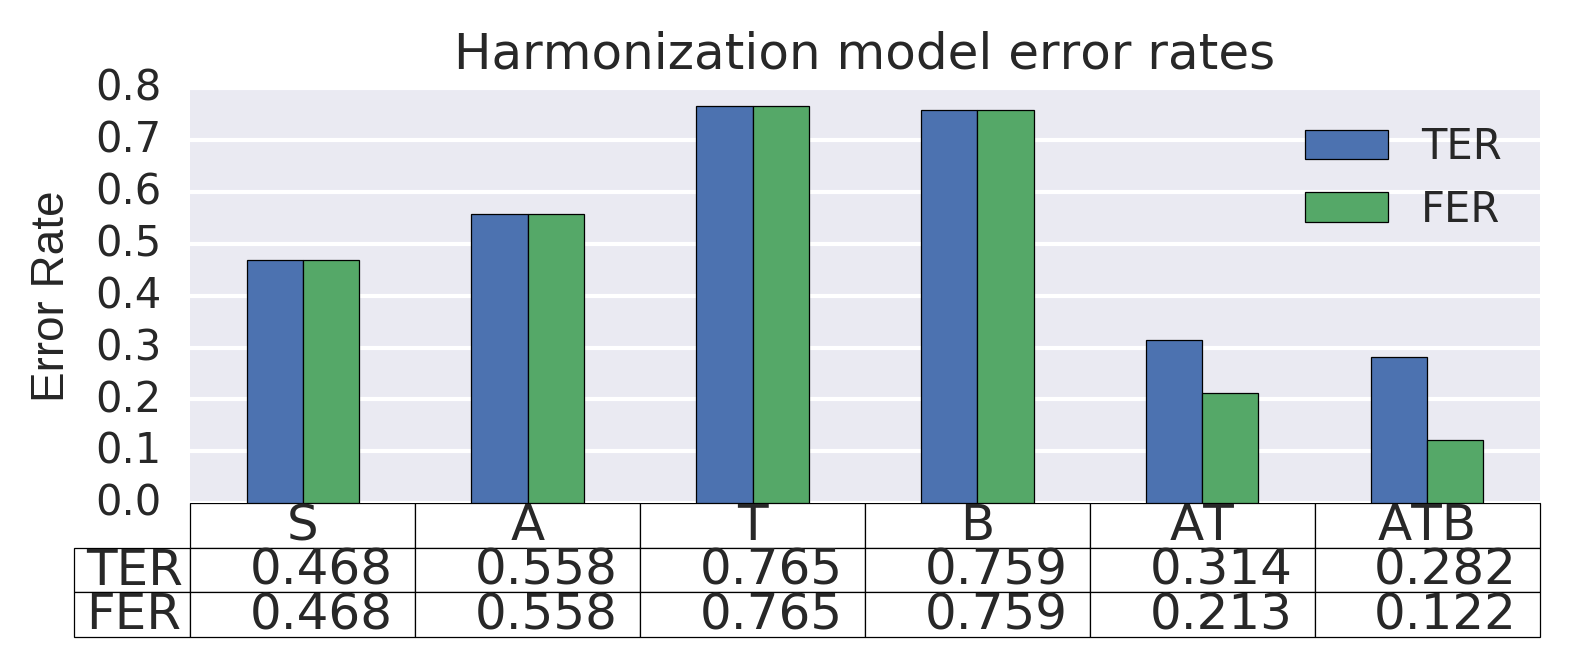 Harmonization model error rates
0.8
0.7
0.6
0.5
0.4
0.3
0.2
0.1
0.0
Error Rate
TER
FER
S A T B AT ATB
TER 0.468 0.558 0.765 0.759 0.314 0.282
FER 0.468 0.558 0.765 0.759 0.213 0.122